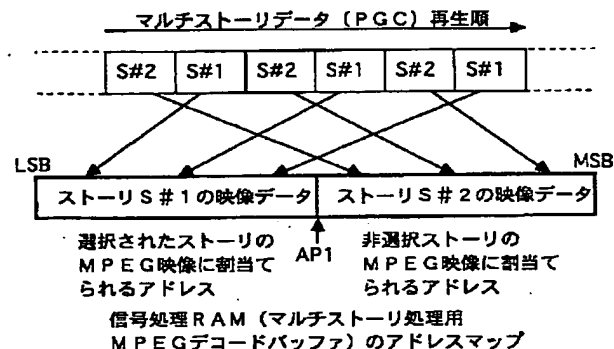 マルチストーリデータ（PGC）再生順
S#2 S#1 S#2 S#1 S#2 S#1
LSB MSB
ストーリS#1の映像データ ストーリS#2の映像データ
選択されたストーリの
MPEG映像に割当て
られるアドレス
AP1
非選択ストーリの
MPEG映像に割当て
られるアドレス
信号処理RAM（マルチストーリ処理用
MPEGデコードバッファ）のアドレスマップ